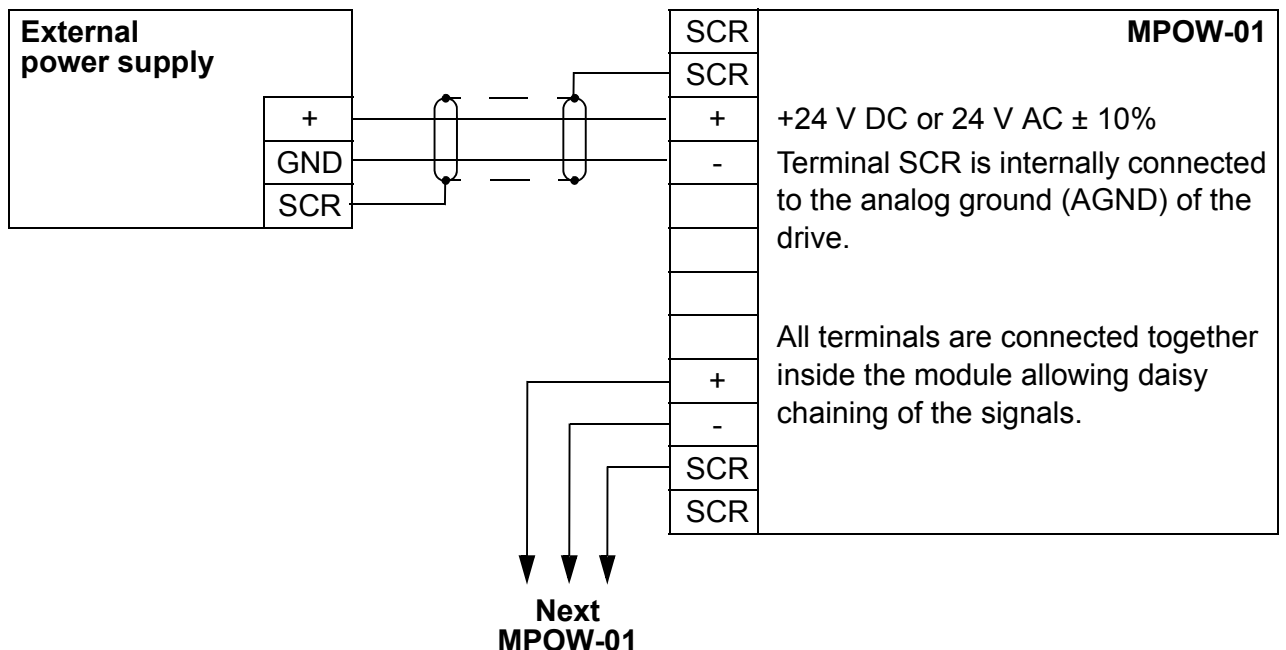 External
power supply
+
GND
SCR
SCR
SCR
+
-
+
-
SCR
SCR
MPOW-01
+24 V DC or 24 V AC ± 10%
Terminal SCR is internally connected
to the analog ground (AGND) of the
drive.
All terminals are connected together
inside the module allowing daisy
chaining of the signals.
Next
MPOW-01